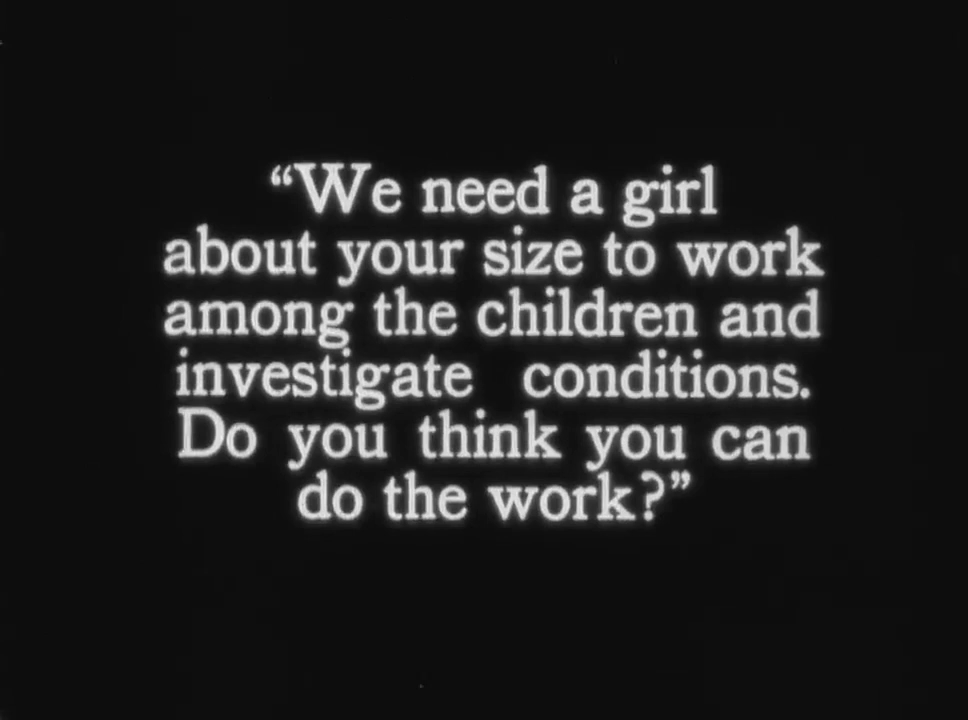 “We need a girl
about your size to work
among the children and
investigate conditions.
Do you think you can
do the work?”